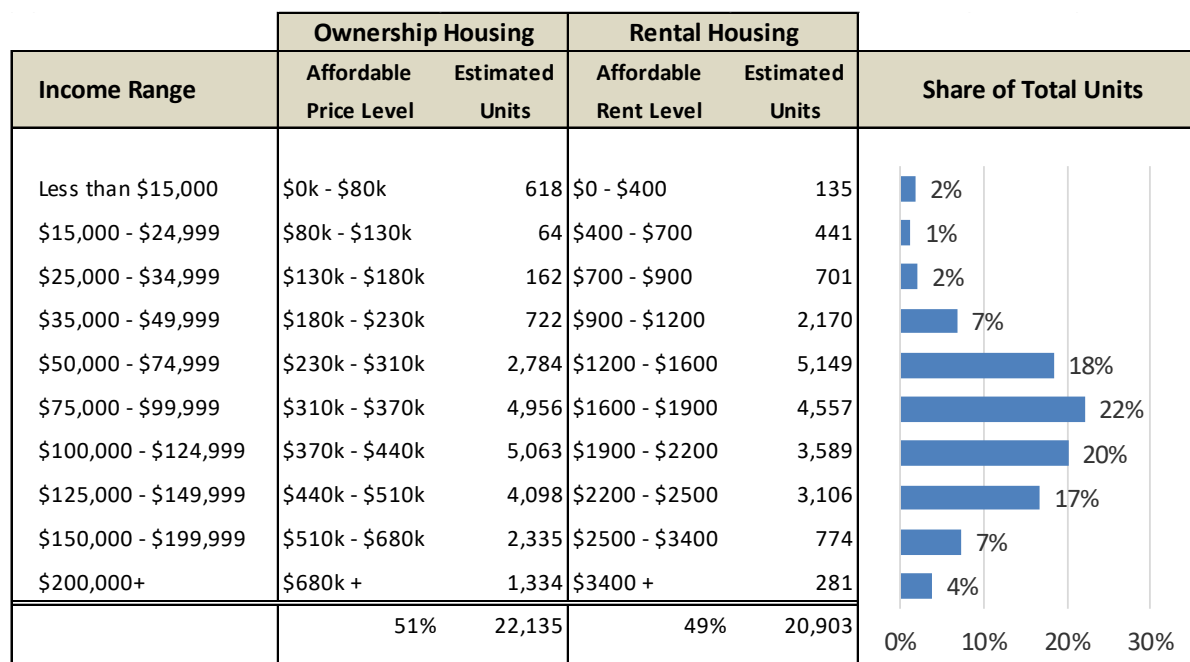 Ownership Housing Rental Housing
Income Range Affordable Price Level Estimated Units Affordable Rent Level Estimated Units Share of Total Units
Less than $15,000 $0k - $80k 618 $0 - $400 135 2%
$15,000 - $24,999 $80k - $130k 64 $400 - $700 441 1%
$25,000 - $34,999 $130k - $180k 162 $700 - $900 701 2%
$35,000 - $49,999 $180k - $230k 722 $900 - $1200 2,170 7%
$50,000 - $74,999 $230k - $310k 2,784 $1200 - $1600 5,149 18%
$75,000 - $99,999 $310k - $370k 4,956 $1600 - $1900 4,557 22%
$100,000 - $124,999 $370k - $440k 5,063 $1900 - $2200 3,589 20%
$125,000 - $149,999 $440k - $510k 4,098 $2200 - $2500 3,106 17%
$150,000 - $199,999 $510k - $680k 2,335 $2500 - $3400 774 7%
$200,000+ $680k + 1,334 $3400 + 281 4%
51% 22,135 49% 20,903
0% 10% 20% 30%